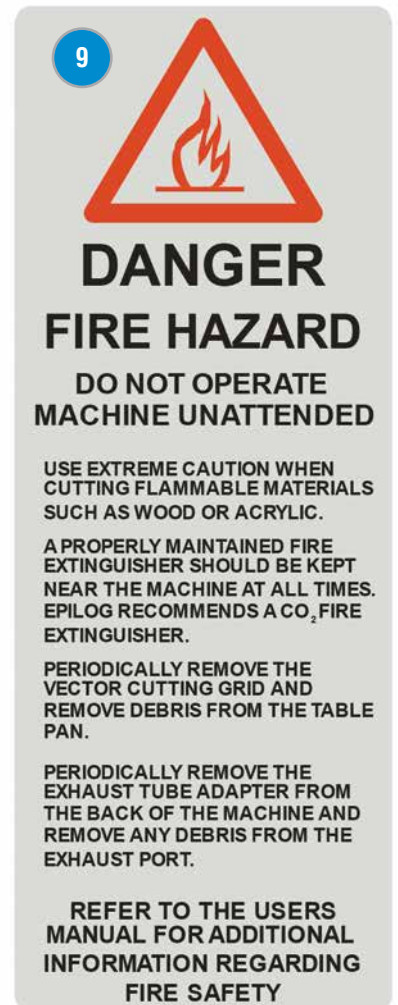 9
DANGER
FIRE HAZARD
DO NOT OPERATE
MACHINE UNATTENDED
USE EXTREME CAUTION WHEN
CUTTING FLAMMABLE MATERIALS
SUCH AS WOOD OR ACRYLIC.
A PROPERLY MAINTAINED FIRE
EXTINGUISHER SHOULD BE KEPT
NEAR THE MACHINE AT ALL TIMES.
EPILOG RECOMMENDS A CO₂ FIRE
EXTINGUISHER.
PERIODICALLY REMOVE THE
VECTOR CUTTING GRID AND
REMOVE DEBRIS FROM THE TABLE
PAN.
PERIODICALLY REMOVE THE
EXHAUST TUBE ADAPTER FROM
THE BACK OF THE MACHINE AND
REMOVE ANY DEBRIS FROM THE
EXHAUST PORT.
REFER TO THE USERS
MANUAL FOR ADDITIONAL
INFORMATION REGARDING
FIRE SAFETY